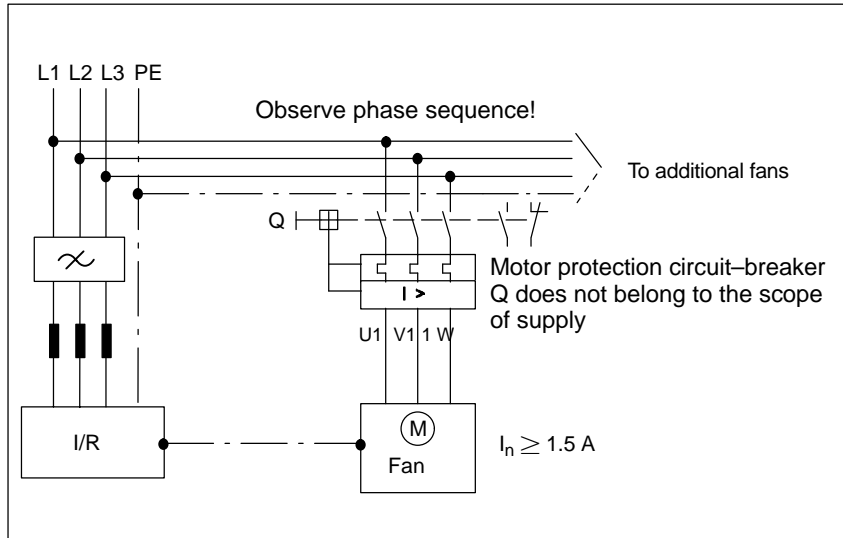 L1 L2 L3 PE
Observe phase sequence!
To additional fans
Q
Motor protection circuit–breaker
Q does not belong to the scope
of supply
I >
U1 V1 1 W
I/R
M
Fan
In ≥ 1.5 A